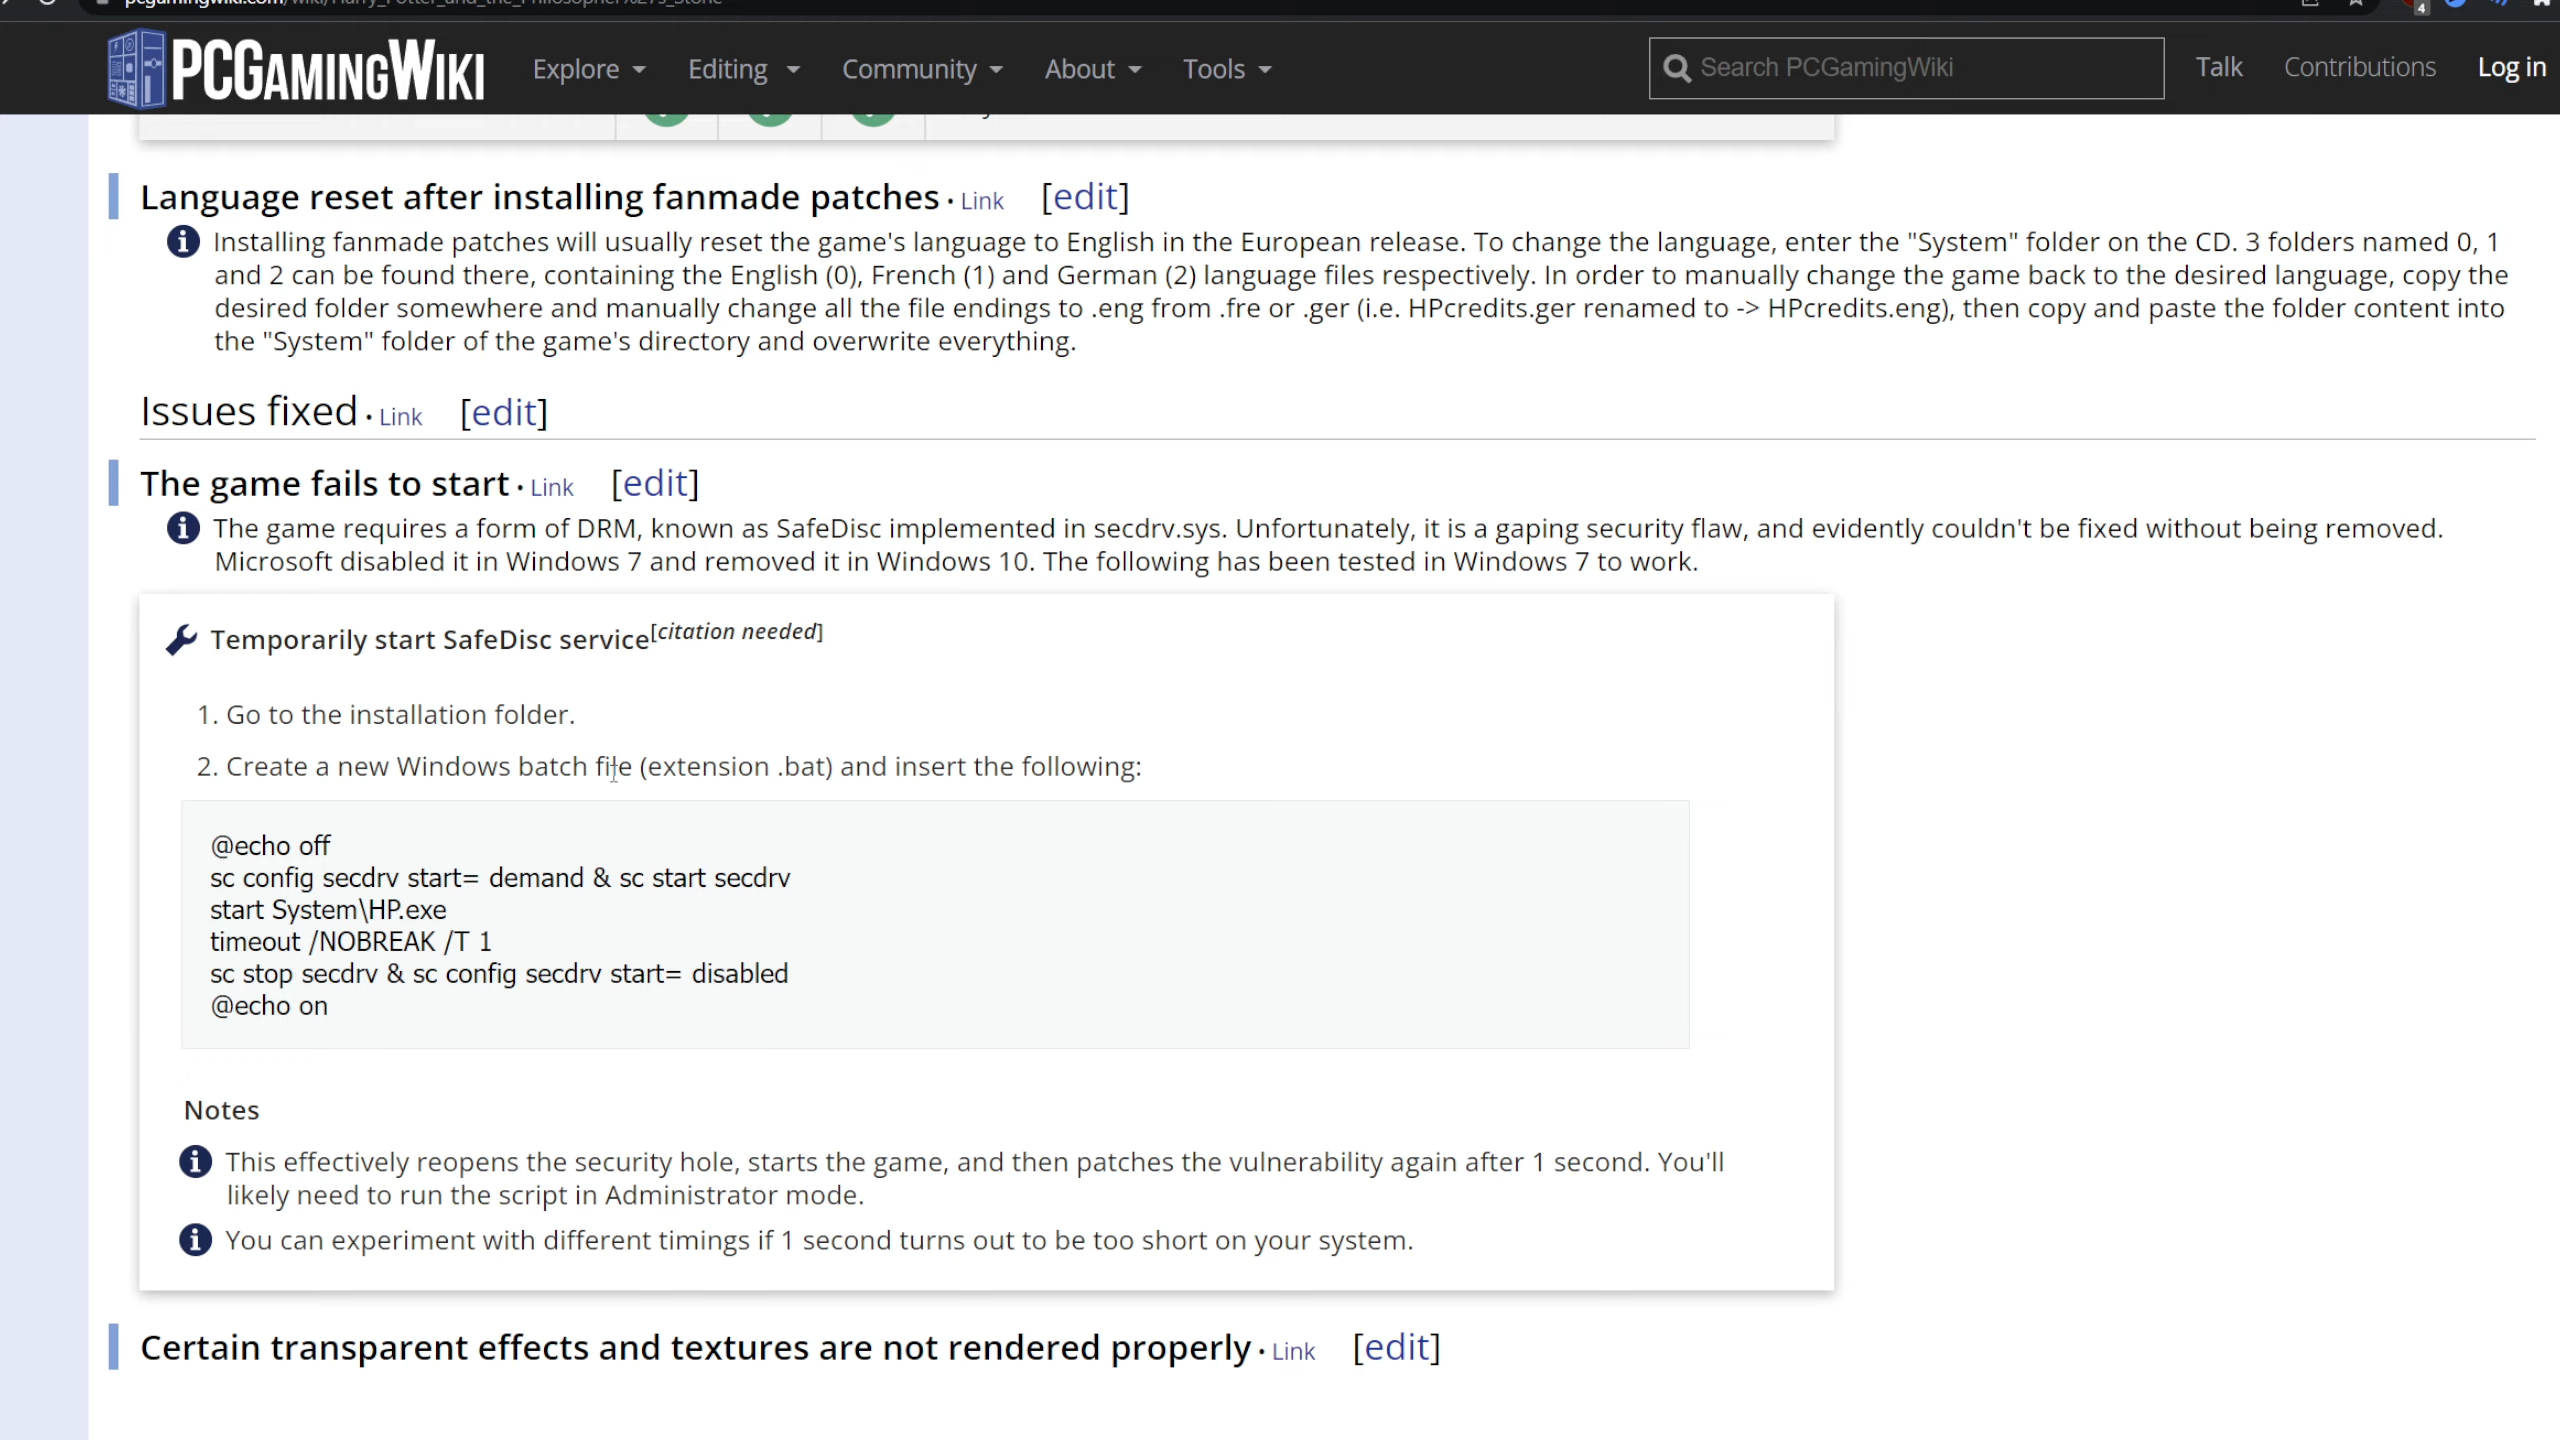 PCGamingWiki
Explore Editing Community About Tools
Search PCGamingWiki
Talk Contributions Log in
Language reset after installing fanmade patches · Link [edit]
Installing fanmade patches will usually reset the game's language to English in the European release. To change the language, enter the "System" folder on the CD. 3 folders named 0, 1
and 2 can be found there, containing the English (0), French (1) and German (2) language files respectively. In order to manually change the game back to the desired language, copy the
desired folder somewhere and manually change all the file endings to .eng from .fre or .ger (i.e. HPcredits.ger renamed to -> HPcredits.eng), then copy and paste the folder content into
the "System" folder of the game's directory and overwrite everything.
Issues fixed · Link [edit]
The game fails to start · Link [edit]
The game requires a form of DRM, known as SafeDisc implemented in secdrv.sys. Unfortunately, it is a gaping security flaw, and evidently couldn't be fixed without being removed.
Microsoft disabled it in Windows 7 and removed it in Windows 10. The following has been tested in Windows 7 to work.
Temporarily start SafeDisc service[citation needed]
1. Go to the installation folder.
2. Create a new Windows batch file (extension .bat) and insert the following:
@echo off
sc config secdrv start= demand & sc start secdrv
start System\HP.exe
timeout /NOBREAK /T 1
sc stop secdrv & sc config secdrv start= disabled
@echo on
Notes
This effectively reopens the security hole, starts the game, and then patches the vulnerability again after 1 second. You'll
likely need to run the script in Administrator mode.
You can experiment with different timings if 1 second turns out to be too short on your system.
Certain transparent effects and textures are not rendered properly · Link [edit]